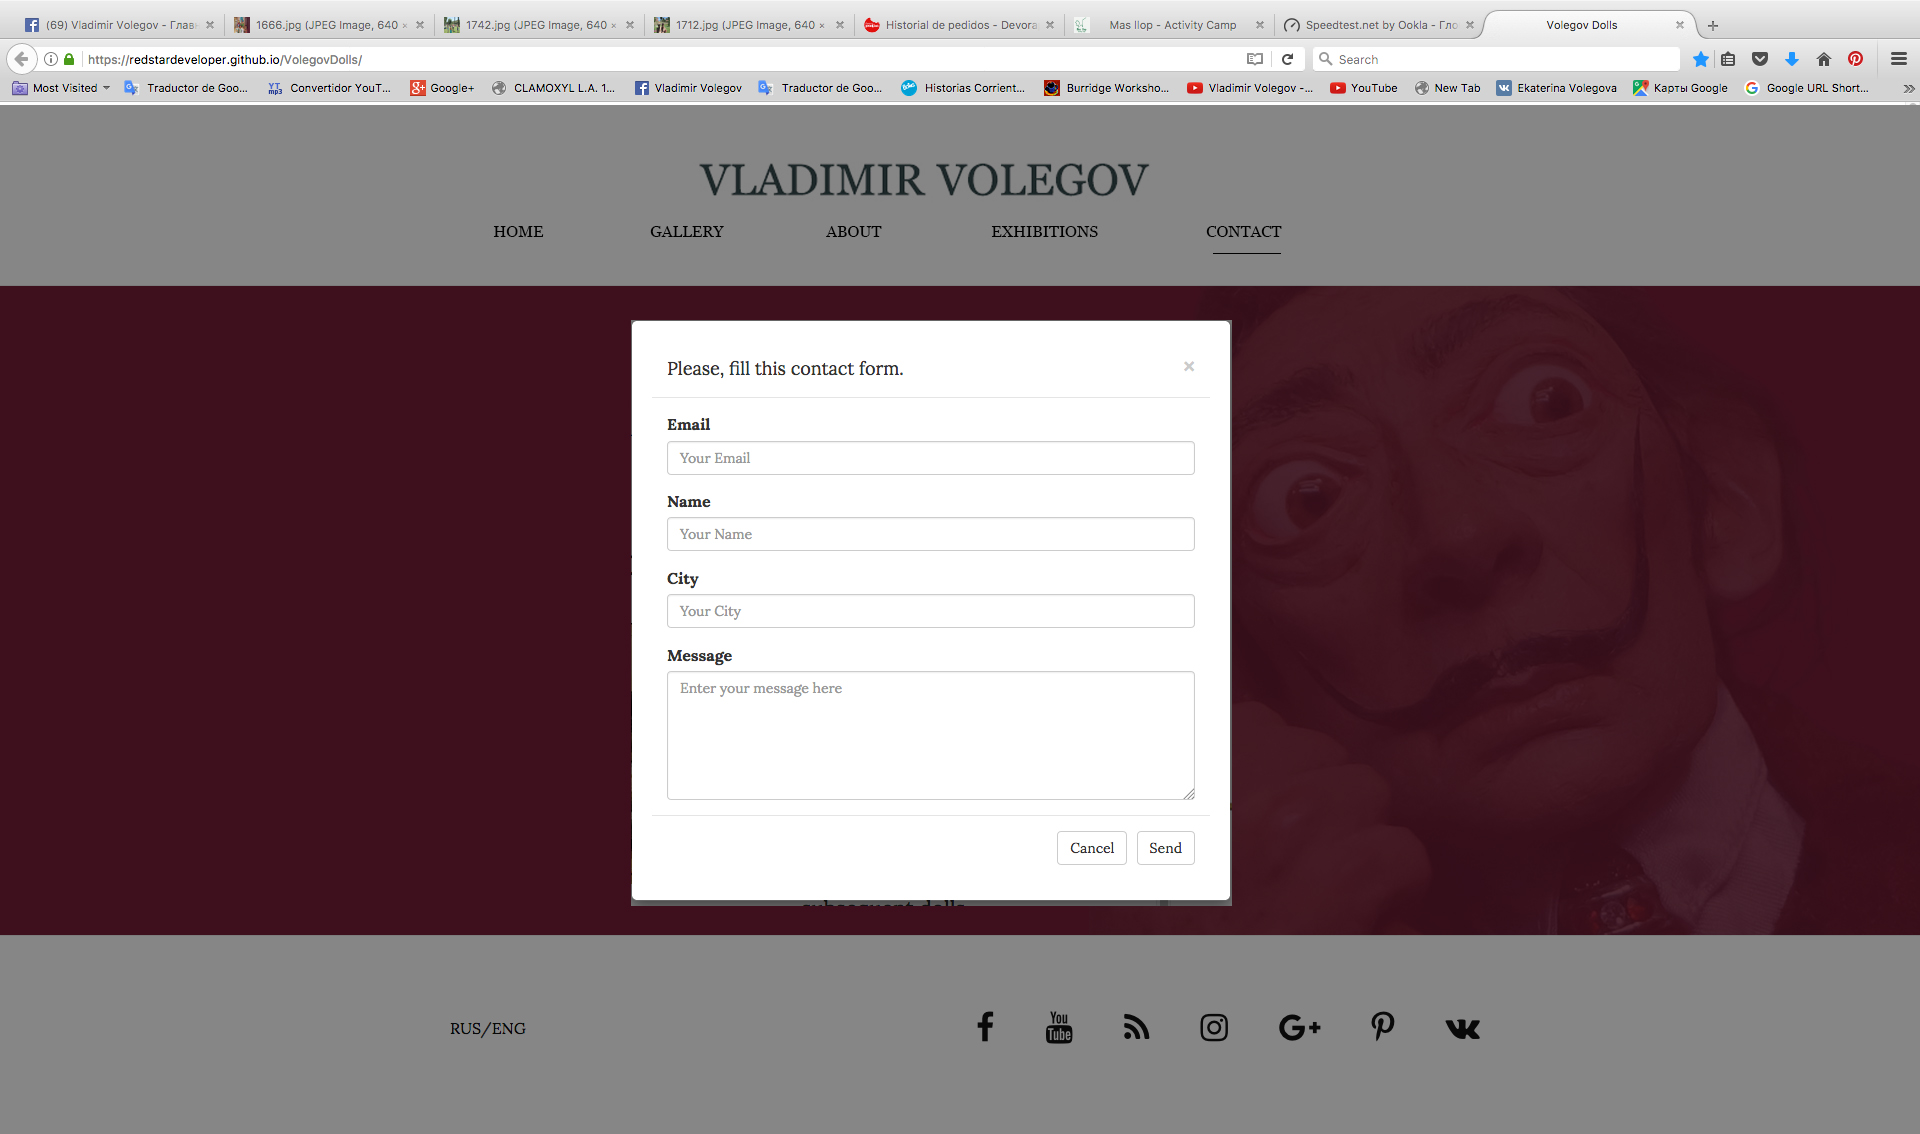 (69) Vladimir Volegov - Глав
1666.jpg (JPEG Image, 640 ×
1742.jpg (JPEG Image, 640 ×
1712.jpg (JPEG Image, 640 ×
Historial de pedidos - Devora
Mas llop - Activity Camp
Speedtest.net by Ookla - Гло
Volegov Dolls
https://redstardeveloper.github.io/VolegovDolls/
Search
Most Visited
Traductor de Goo...
YT mp3
Convertidor YouT...
Google+
CLAMOXYL L.A. 1...
Vladimir Volegov
Traductor de Goo...
Historias Corrient...
Burridge Worksho...
Vladimir Volegov -...
YouTube
New Tab
Ekaterina Volegova
Карты Google
Google URL Short...
VLADIMIR VOLEGOV
HOME
GALLERY
ABOUT
EXHIBITIONS
CONTACT
Please, fill this contact form.
×
Email
Your Email
Name
Your Name
City
Your City
Message
Enter your message here
Cancel
Send
subsequent dolls
RUS/ENG
You
Tube
G+